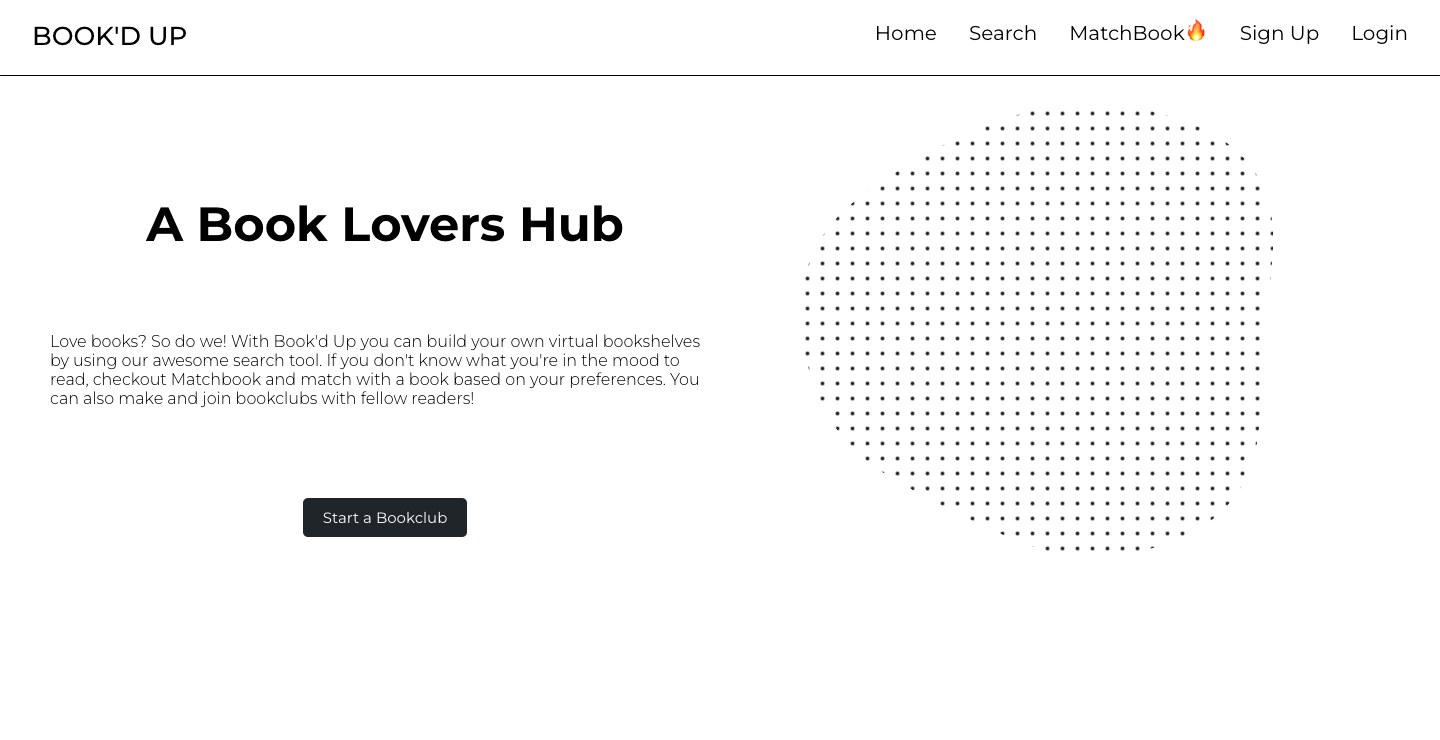 BOOK'D UP
Home Search MatchBook🔥 Sign Up Login
A Book Lovers Hub
Love books? So do we! With Book'd Up you can build your own virtual bookshelves
by using our awesome search tool. If you don't know what you're in the mood to
read, checkout Matchbook and match with a book based on your preferences. You
can also make and join bookclubs with fellow readers!
Start a Bookclub